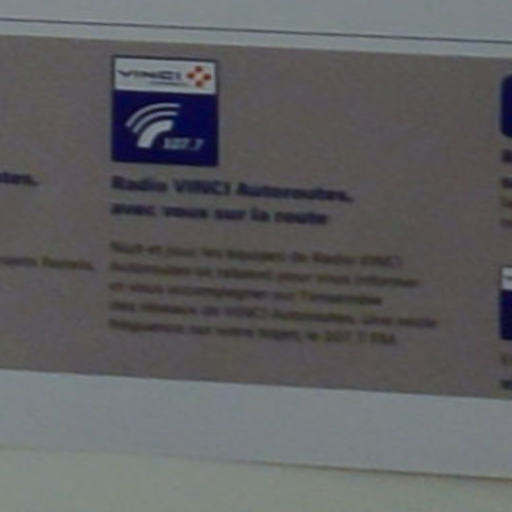 VINCI
107.7
Radio VINCI Autoroutes,
avec vous sur la route
Nuit et jour, les équipes de Radio VINCI
Autoroutes se relaient pour vous informer
et vous accompagner sur l'ensemble
des réseaux de VINCI Autoroutes. Une seule
fréquence sur votre trajet, le 107.7 FM.